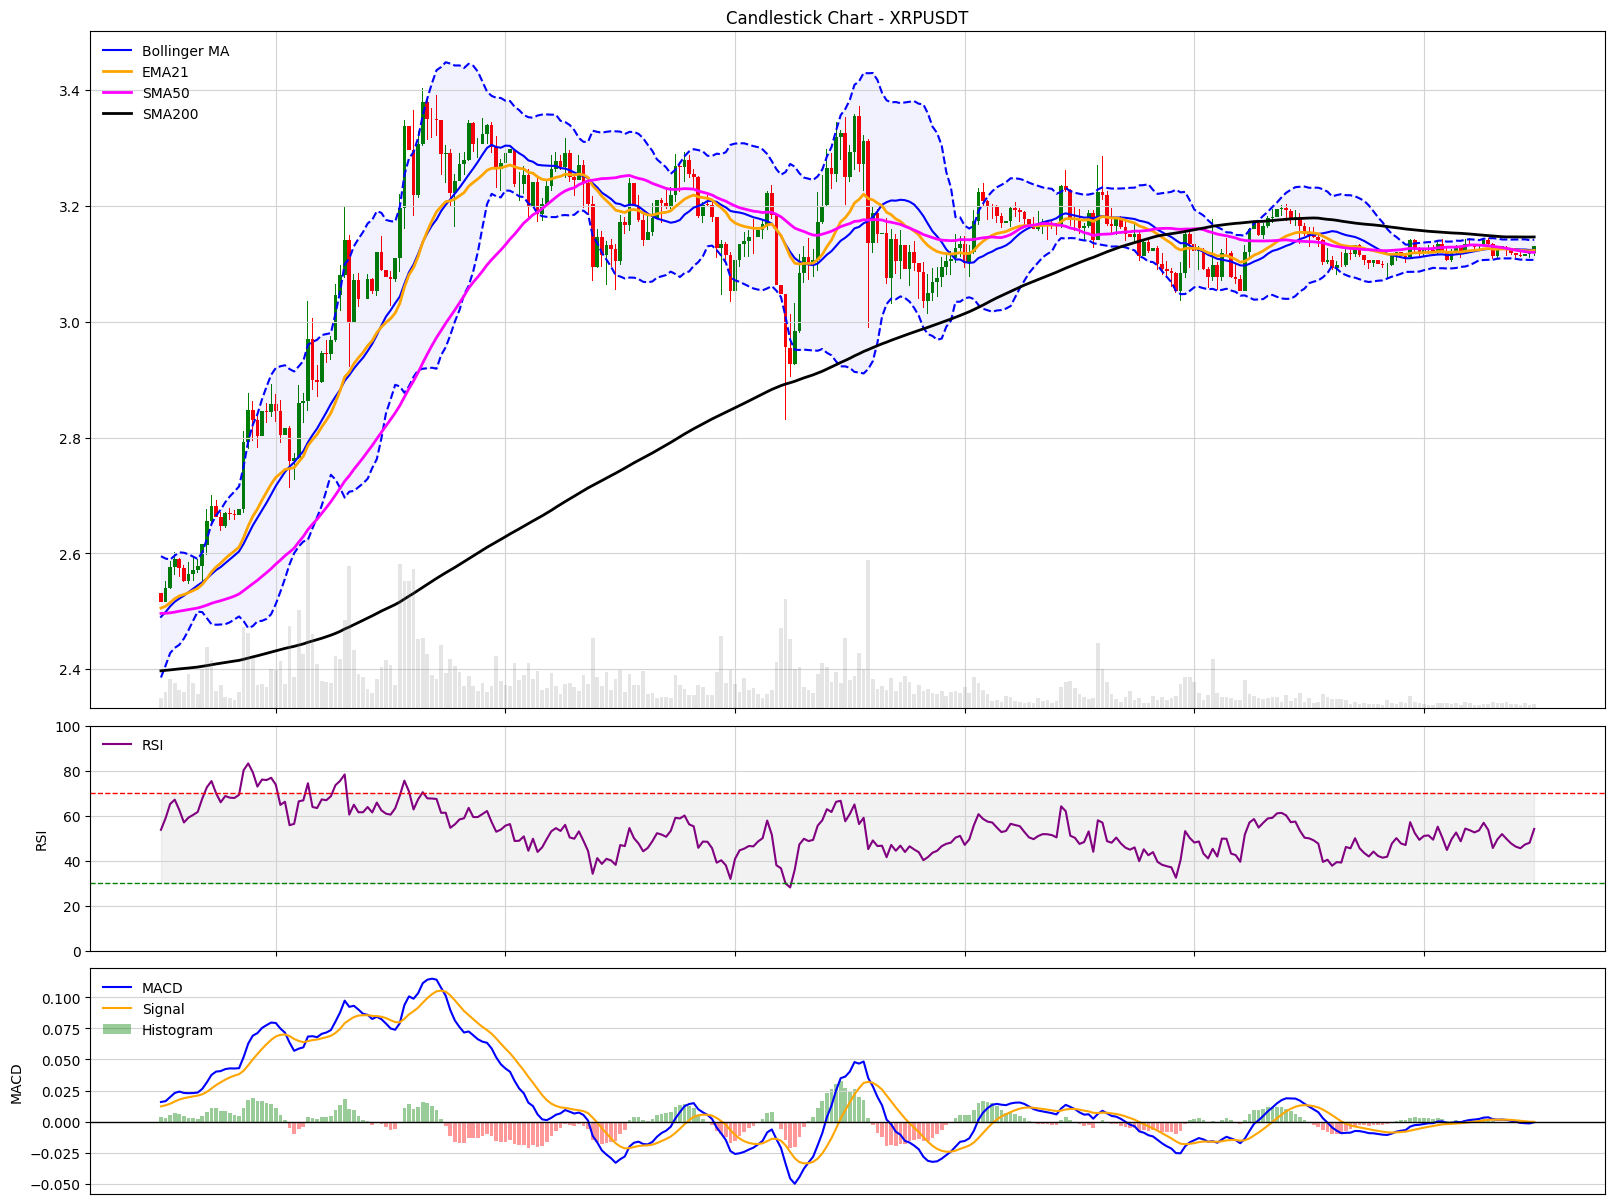 Candlestick Chart - XRPUSDT
Bollinger MA
EMA21
SMA50
SMA200
3.4
3.2
3.0
2.8
2.6
2.4
RSI
RSI
100
80
60
40
20
0
MACD
Signal
Histogram
MACD
0.100
0.075
0.050
0.025
0.000
−0.025
−0.050